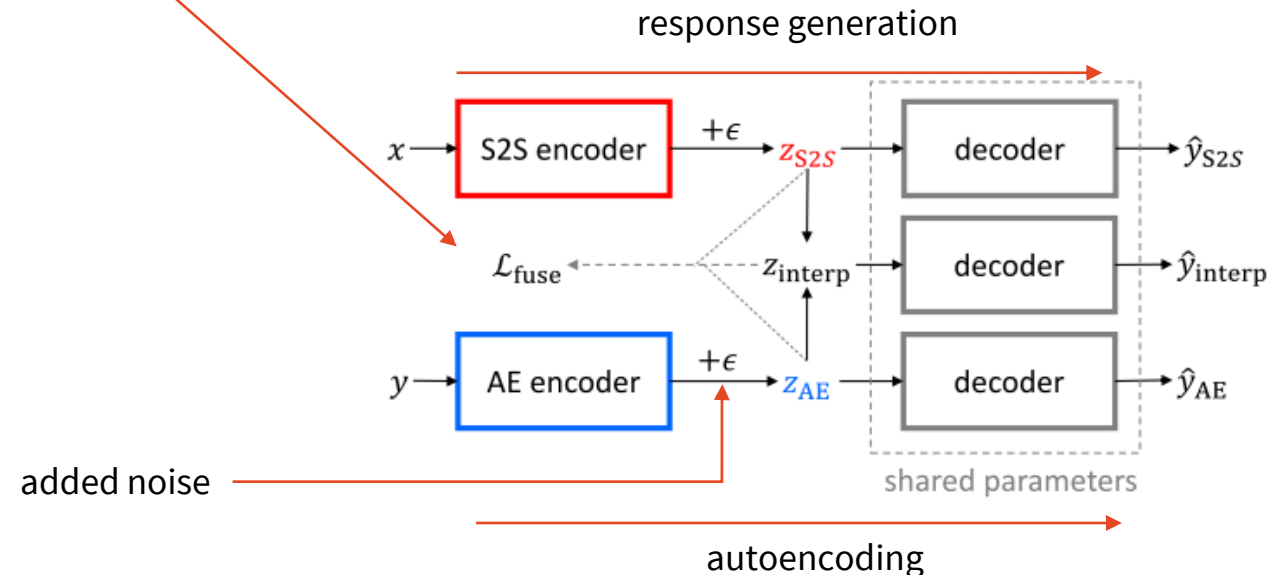 response generation
x S2S encoder +ϵ z_S2S decoder ŷ_S2S
ℒ_fuse z_interp decoder ŷ_interp
y AE encoder +ϵ z_AE decoder ŷ_AE
added noise shared parameters
autoencoding